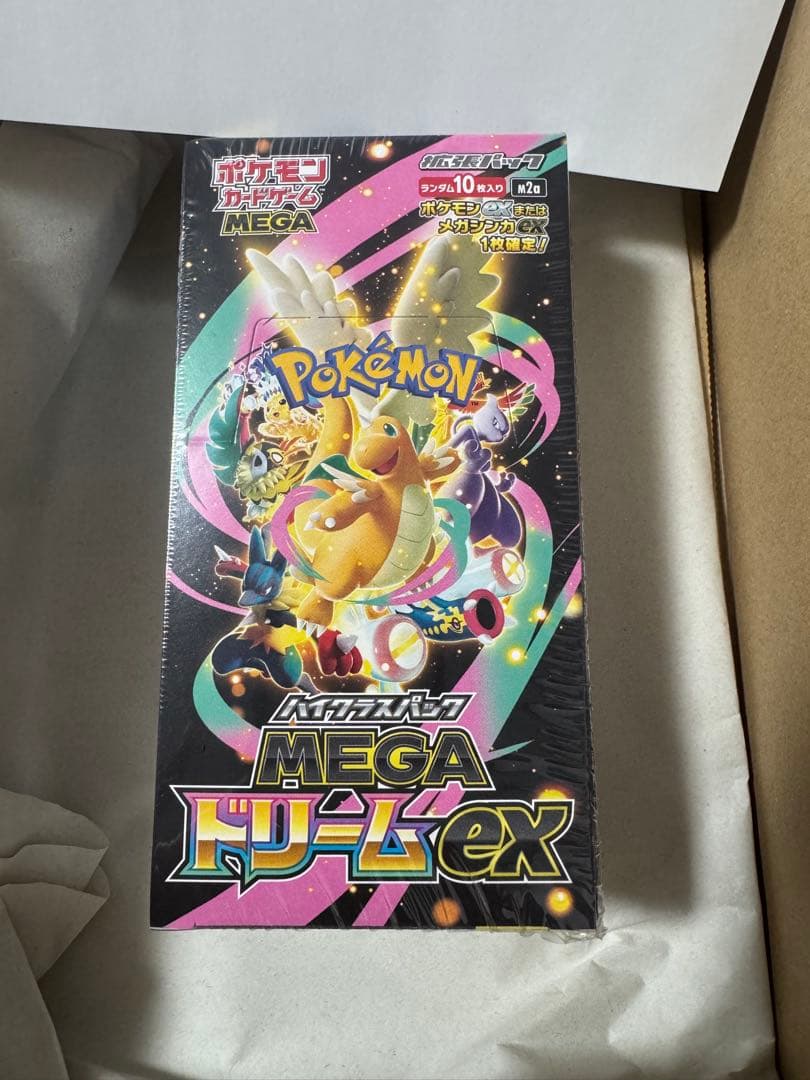 ポケモン
カードゲーム
MEGA
拡張パック
ランダム10枚入り M2a
ポケモンexまたは
メガシンカex
1枚確定!
POKéMON
TM
ハイクラスパック
MEGA
ドリームex